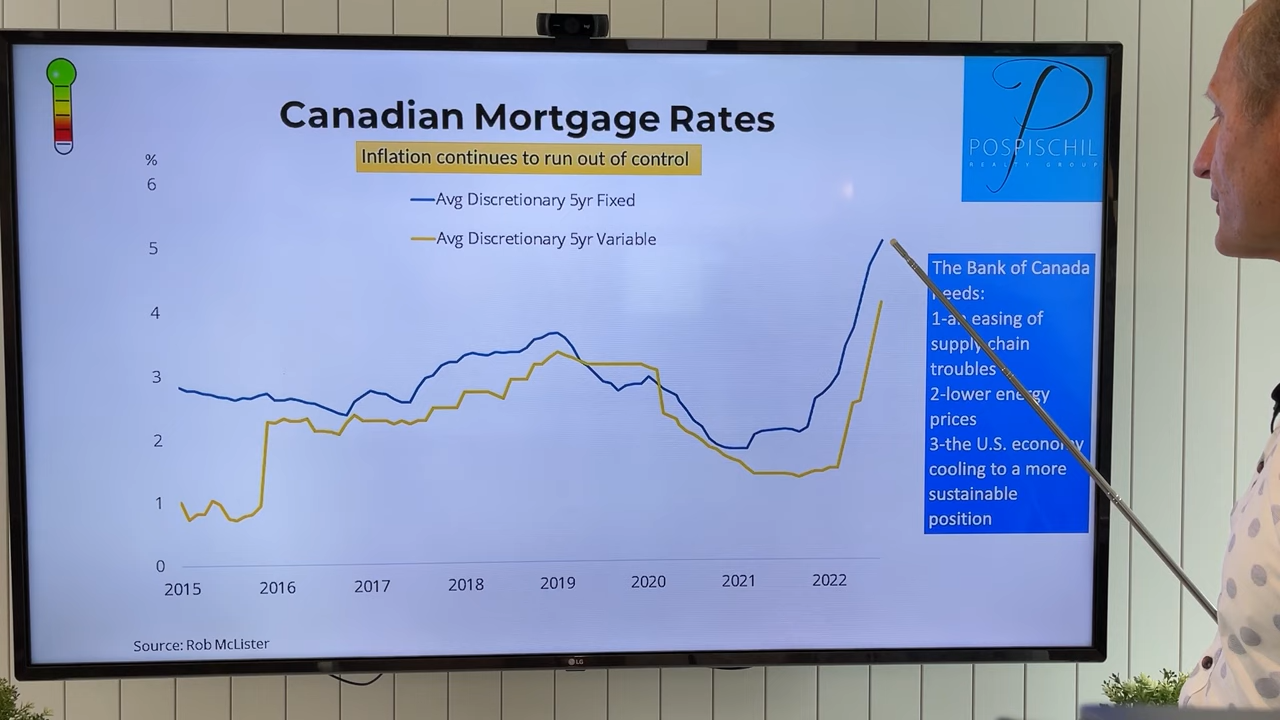 Canadian Mortgage Rates
Inflation continues to run out of control
%
6
5
4
3
2
1
0
Avg Discretionary 5yr Fixed
Avg Discretionary 5yr Variable
2015 2016 2017 2018 2019 2020 2021 2022
Source: Rob McLister
P
POSPISCHIL
REALTY GROUP
The Bank of Canada
needs:
1-an easing of
supply chain
troubles
2-lower energy
prices
3-the U.S. economy
cooling to a more
sustainable
position
LG